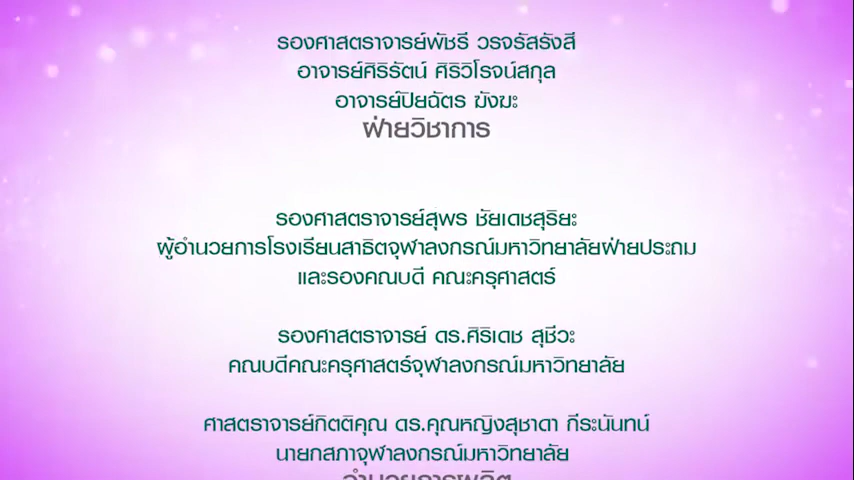 รองศาสตราจารย์พัชรี วรจรัสรังสี
อาจารย์ศิริรัตน์ ศิริวิโรจน์สกุล
อาจารย์ปิยฉัตร ฆังฆะ
ฝ่ายวิชาการ
รองศาสตราจารย์สุพร ชัยเดชสุริยะ
ผู้อำนวยการโรงเรียนสาธิตจุฬาลงกรณ์มหาวิทยาลัยฝ่ายประถม
และรองคณบดี คณะครุศาสตร์
รองศาสตราจารย์ ดร.ศิริเดช สุชีวะ
คณบดีคณะครุศาสตร์จุฬาลงกรณ์มหาวิทยาลัย
ศาสตราจารย์กิตติคุณ ดร.คุณหญิงสุชาดา กีระนันทน์
นายกสภาจุฬาลงกรณ์มหาวิทยาลัย
อำนวยการผลิต